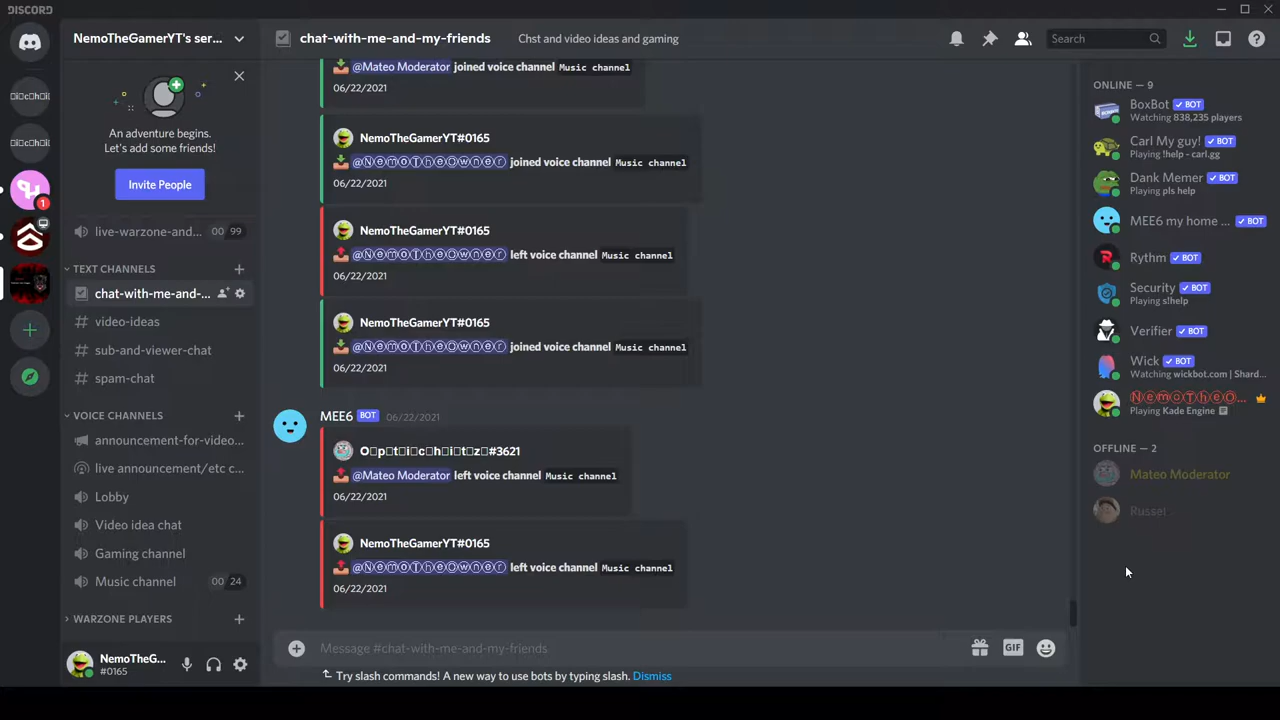 DISCORD
NemoTheGamerYT's ser...
An adventure begins.
Let's add some friends!
Invite People
live-warzone-and... 00 99
TEXT CHANNELS
chat-with-me-and-...
video-ideas
sub-and-viewer-chat
spam-chat
VOICE CHANNELS
announcement-for-video...
live announcement/etc c...
Lobby
Video idea chat
Gaming channel
Music channel 00 24
WARZONE PLAYERS
NemoTheG...
#0165
1
chat-with-me-and-my-friends Chst and video ideas and gaming
Search
@Mateo Moderator joined voice channel Music channel
06/22/2021
NemoTheGamerYT#0165
@ⓃⓔⓜⓞⓉⓗⓔⓄⓦⓝⓔⓡ joined voice channel Music channel
06/22/2021
NemoTheGamerYT#0165
@ⓃⓔⓜⓞⓉⓗⓔⓄⓦⓝⓔⓡ left voice channel Music channel
06/22/2021
NemoTheGamerYT#0165
@ⓃⓔⓜⓞⓉⓗⓔⓄⓦⓝⓔⓡ joined voice channel Music channel
06/22/2021
MEE6 BOT 06/22/2021
O▯p▯t▯i▯c▯h▯i▯t▯z▯#3621
@Mateo Moderator left voice channel Music channel
06/22/2021
NemoTheGamerYT#0165
@ⓃⓔⓜⓞⓉⓗⓔⓄⓦⓝⓔⓡ left voice channel Music channel
06/22/2021
Message #chat-with-me-and-my-friends
GIF
Try slash commands! A new way to use bots by typing slash. Dismiss
ONLINE — 9
BoxBot ✓ BOT
Watching 838,235 players
Carl My guy! ✓ BOT
Playing !help - carl.gg
Dank Memer ✓ BOT
Playing pls help
MEE6 my home ... ✓ BOT
Rythm ✓ BOT
Security ✓ BOT
Playing s!help
Verifier ✓ BOT
Wick ✓ BOT
Watching wickbot.com | Shard...
ⓃⓔⓜⓞⓉⓗⓔⓄ...
Playing Kade Engine
OFFLINE — 2
Mateo Moderator
Russel